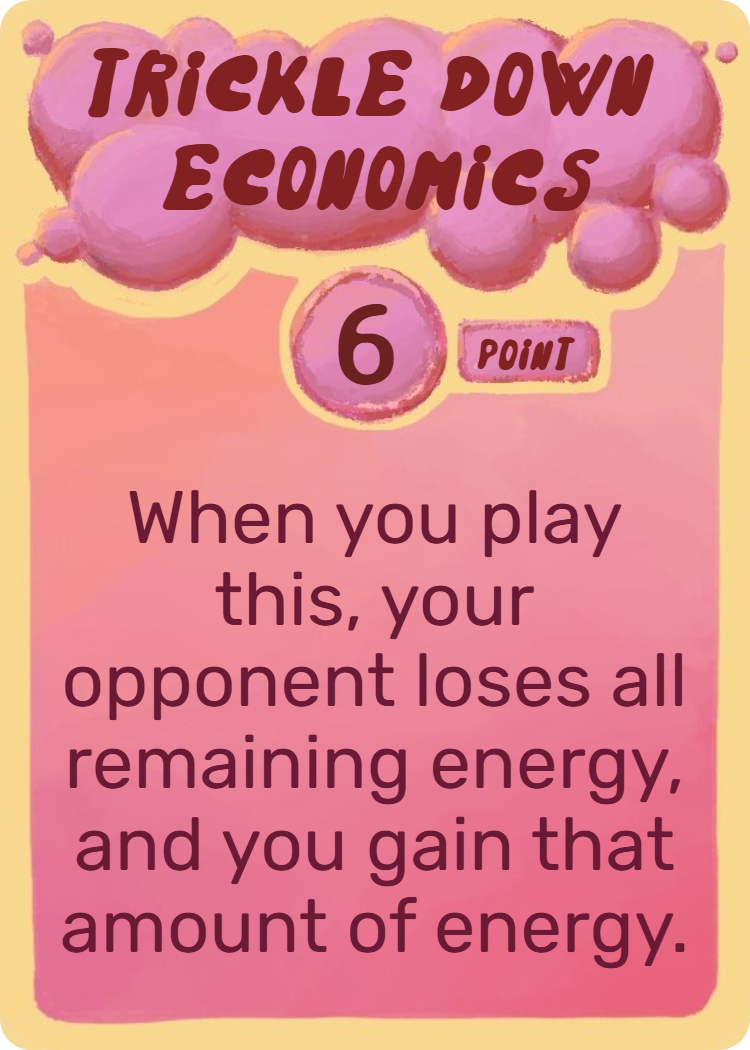 TRICKLE DOWN
ECONOMICS
6
POINT
When you play
this, your
opponent loses all
remaining energy,
and you gain that
amount of energy.